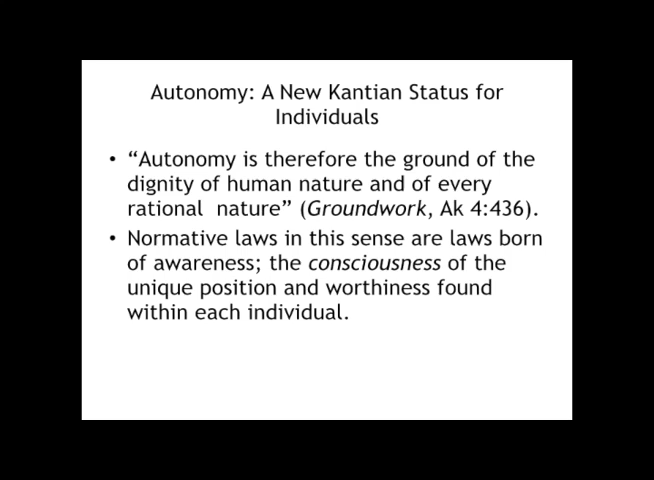 Autonomy: A New Kantian Status for
Individuals
• “Autonomy is therefore the ground of the
dignity of human nature and of every
rational  nature” (Groundwork, Ak 4:436).
• Normative laws in this sense are laws born
of awareness; the consciousness of the
unique position and worthiness found
within each individual.